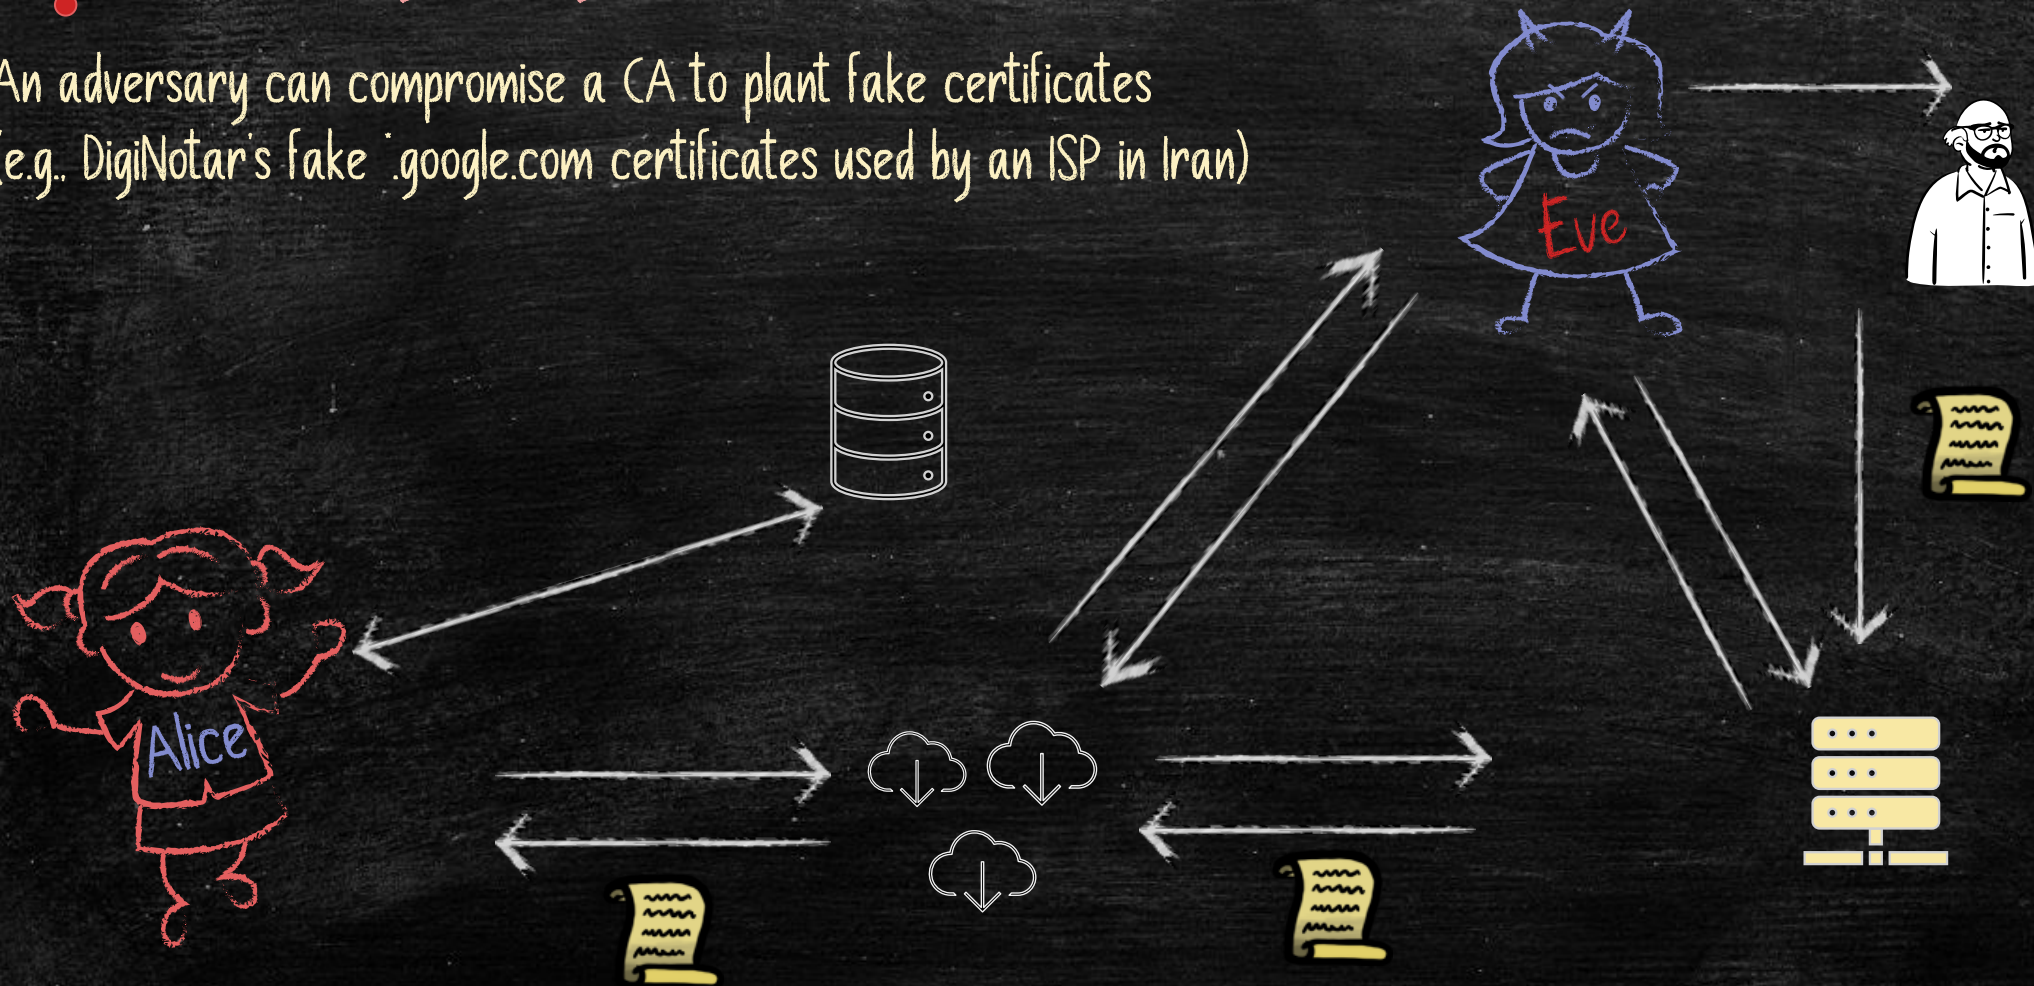 An adversary can compromise a CA to plant fake certificates
(e.g., DigiNotar's fake *.google.com certificates used by an ISP in Iran)
Eve
Alice